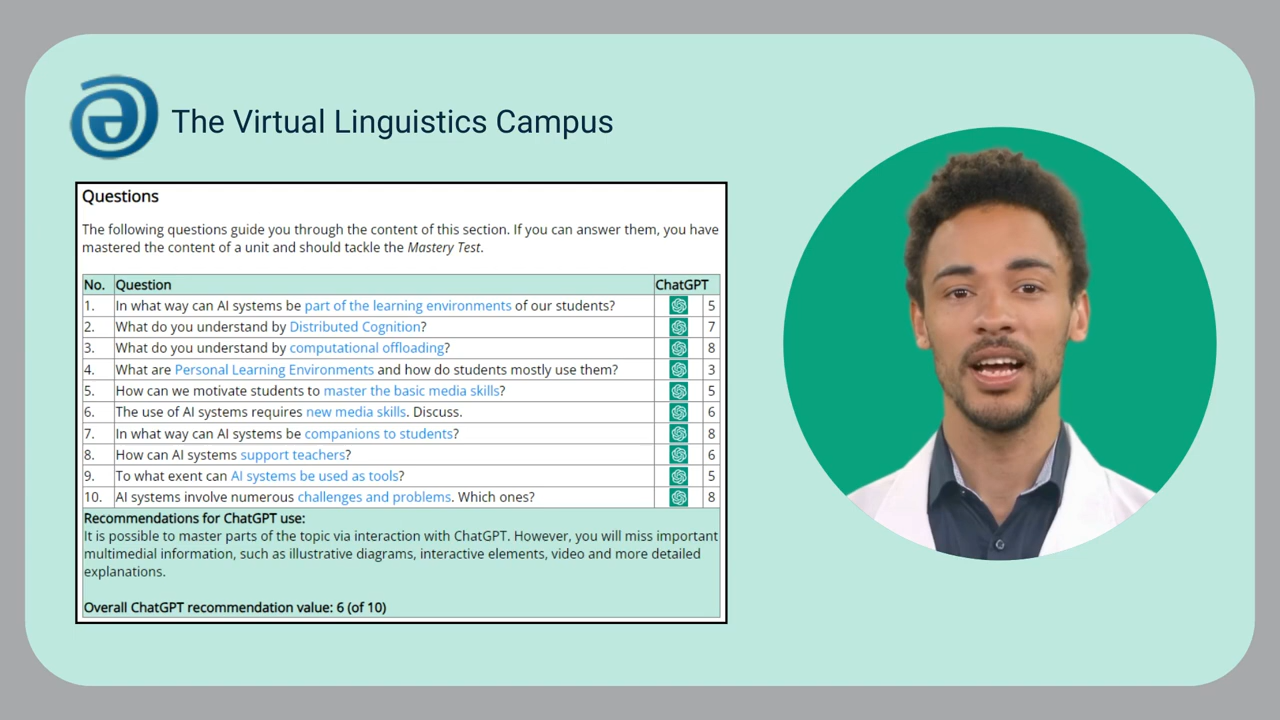 The Virtual Linguistics Campus
Questions
The following questions guide you through the content of this section. If you can answer them, you have
mastered the content of a unit and should tackle the Mastery Test.
No. Question ChatGPT
1. In what way can AI systems be part of the learning environments of our students? 5
2. What do you understand by Distributed Cognition? 7
3. What do you understand by computational offloading? 8
4. What are Personal Learning Environments and how do students mostly use them? 3
5. How can we motivate students to master the basic media skills? 5
6. The use of AI systems requires new media skills. Discuss. 6
7. In what way can AI systems be companions to students? 8
8. How can AI systems support teachers? 6
9. To what exent can AI systems be used as tools? 5
10. AI systems involve numerous challenges and problems. Which ones? 8
Recommendations for ChatGPT use:
It is possible to master parts of the topic via interaction with ChatGPT. However, you will miss important
multimedial information, such as illustrative diagrams, interactive elements, video and more detailed
explanations.
Overall ChatGPT recommendation value: 6 (of 10)